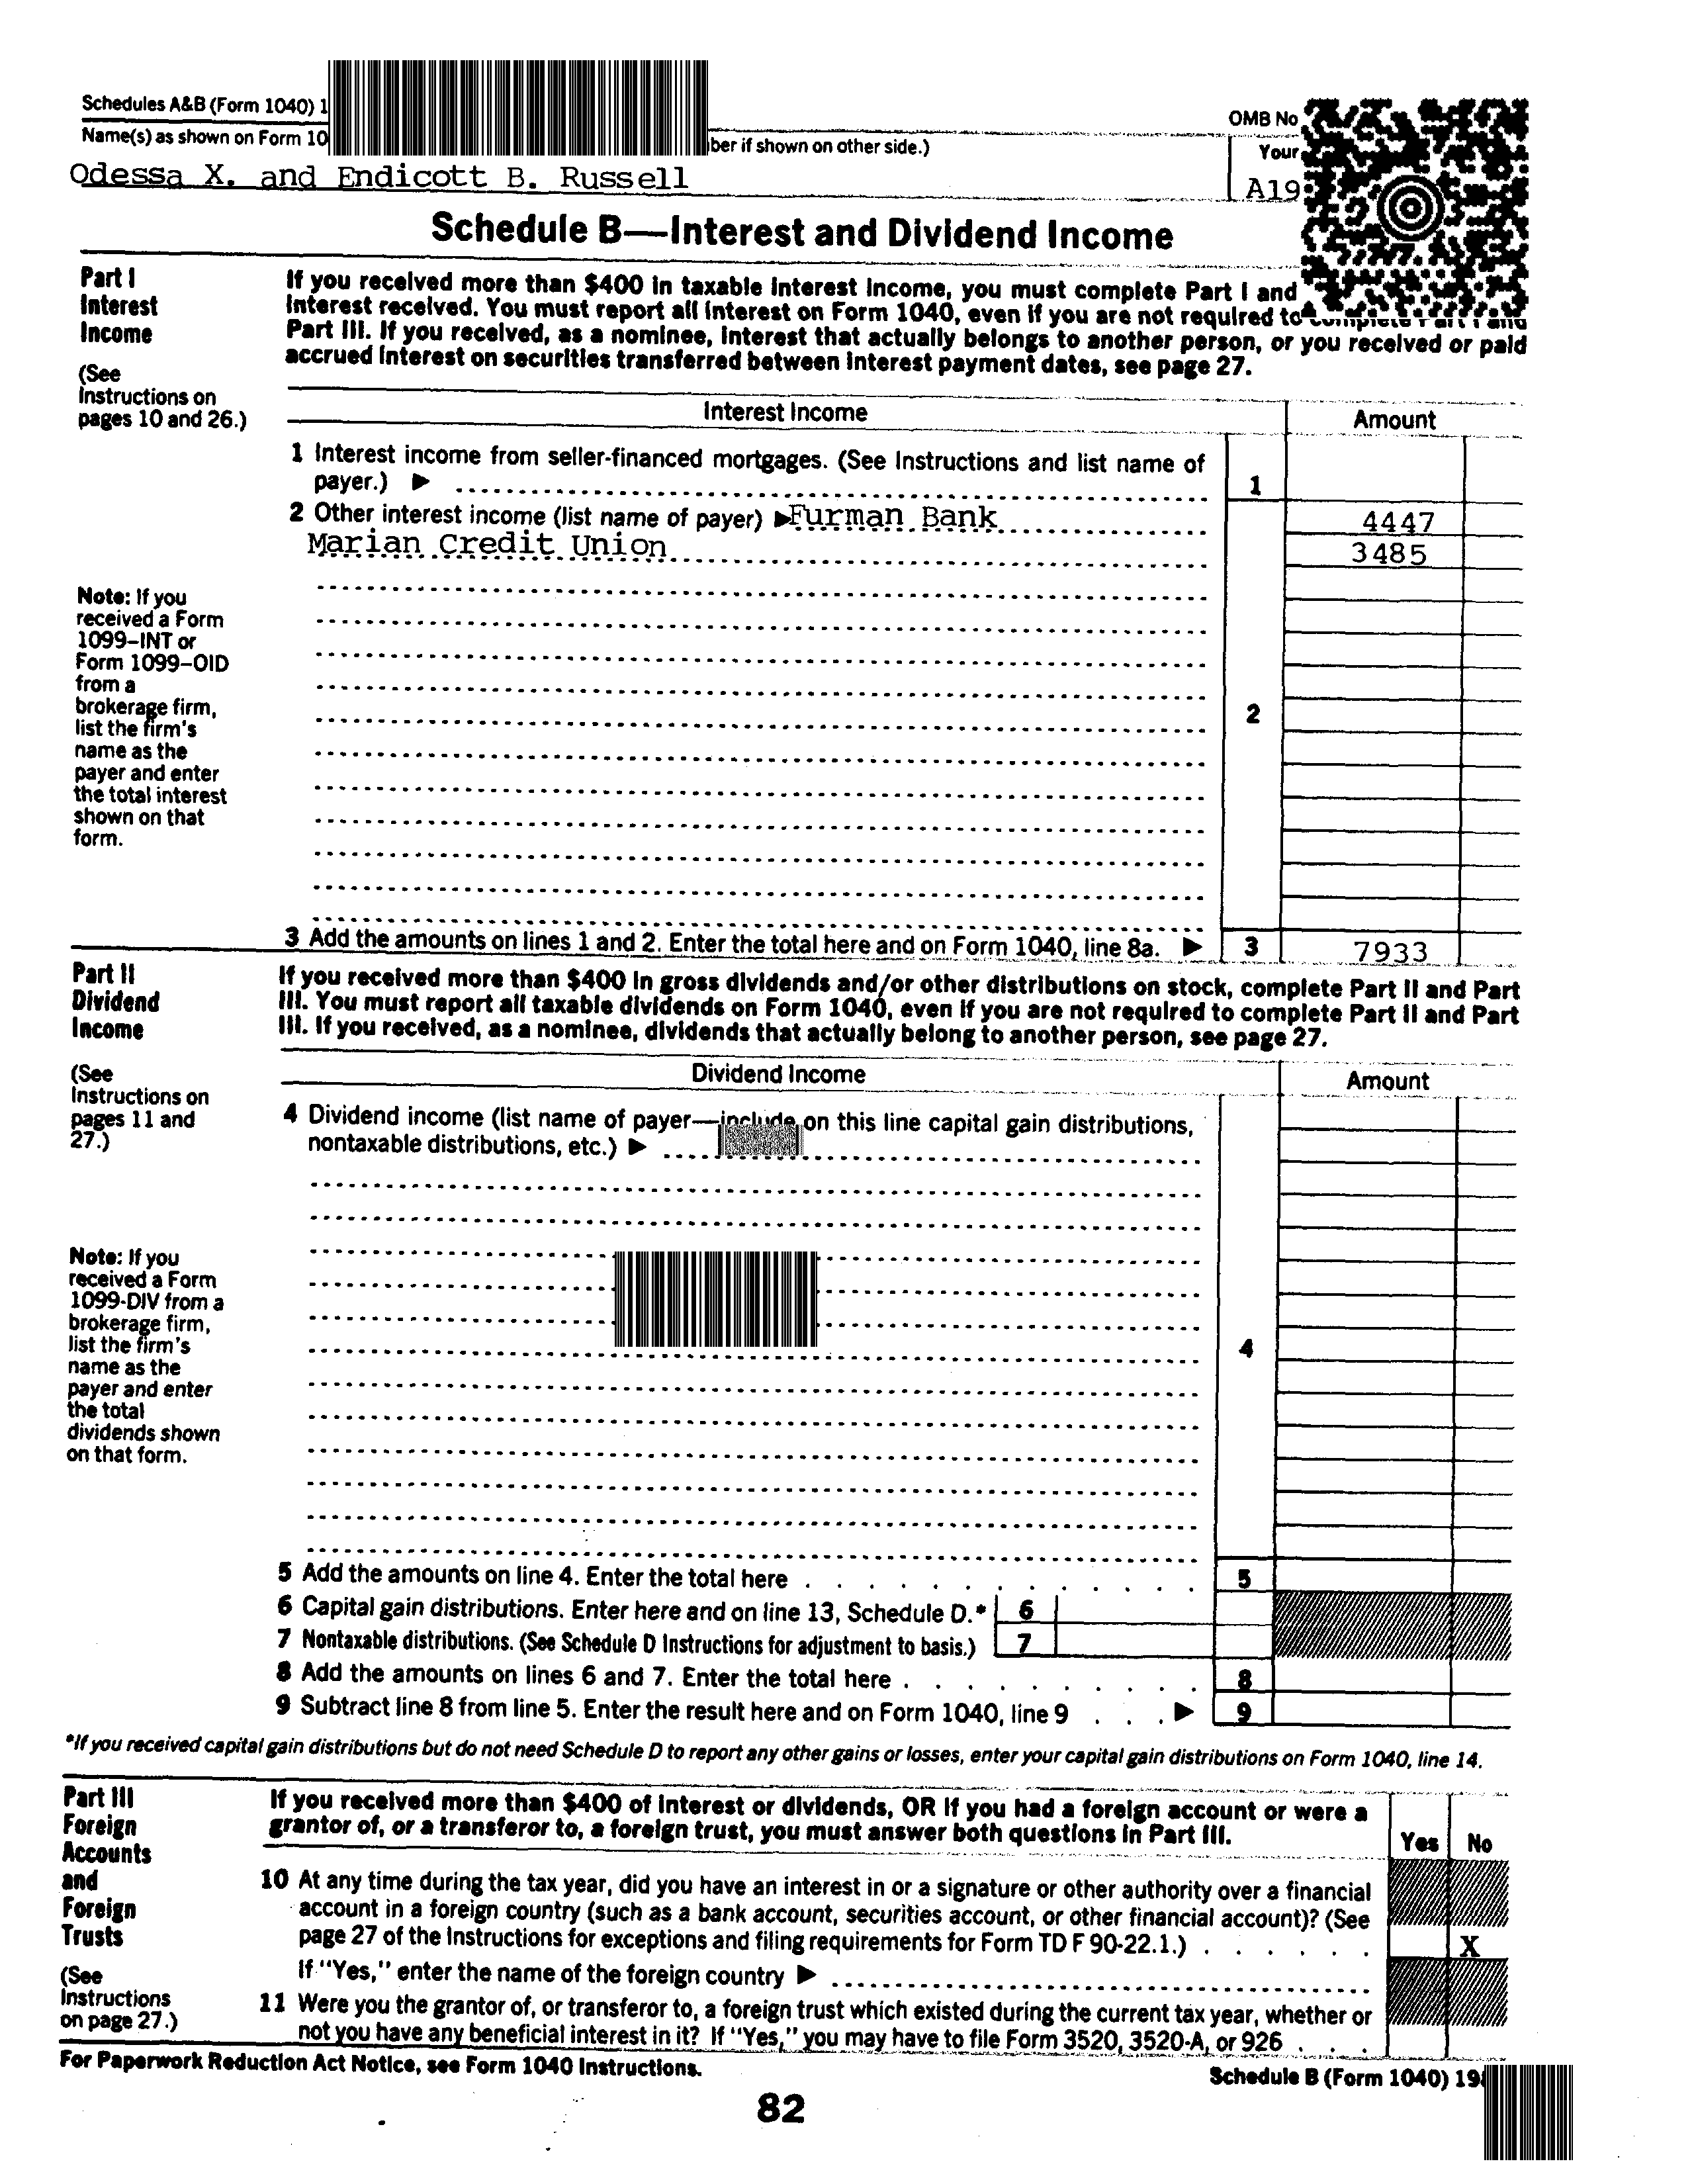 Schedules A&B (Form 1040) 1
OMB No
Name(s) as shown on Form 10
ber if shown on other side.)
Your
Odessa X. and Endicott B. Russell
A19
Schedule B—Interest and Dividend Income
Part I
Interest
Income
If you received more than $400 in taxable interest income, you must complete Part I and
interest received. You must report all interest on Form 1040, even if you are not required to complete Part I and
Part III. If you received, as a nominee, interest that actually belongs to another person, or you received or paid
accrued interest on securities transferred between interest payment dates, see page 27.
(See
Instructions on
pages 10 and 26.)
Interest Income
Amount
1 Interest income from seller-financed mortgages. (See Instructions and list name of
payer.) ▶
1
2 Other interest income (list name of payer) ▶ Furman Bank
4447
Marian Credit Union
3485
Note: If you
received a Form
1099–INT or
Form 1099–OID
from a
brokerage firm,
list the firm's
name as the
payer and enter
the total interest
shown on that
form.
2
3 Add the amounts on lines 1 and 2. Enter the total here and on Form 1040, line 8a. ▶
3
7933
Part II
Dividend
Income
If you received more than $400 in gross dividends and/or other distributions on stock, complete Part II and Part
III. You must report all taxable dividends on Form 1040, even if you are not required to complete Part II and Part
III. If you received, as a nominee, dividends that actually belong to another person, see page 27.
(See
Instructions on
pages 11 and
27.)
Dividend Income
Amount
4 Dividend income (list name of payer—include on this line capital gain distributions,
nontaxable distributions, etc.) ▶
Note: If you
received a Form
1099-DIV from a
brokerage firm,
list the firm's
name as the
payer and enter
the total
dividends shown
on that form.
4
5 Add the amounts on line 4. Enter the total here
5
6 Capital gain distributions. Enter here and on line 13, Schedule D.*
6
7 Nontaxable distributions. (See Schedule D Instructions for adjustment to basis.)
7
8 Add the amounts on lines 6 and 7. Enter the total here
8
9 Subtract line 8 from line 5. Enter the result here and on Form 1040, line 9 . . . ▶
9
*If you received capital gain distributions but do not need Schedule D to report any other gains or losses, enter your capital gain distributions on Form 1040, line 14.
Part III
Foreign
Accounts
and
Foreign
Trusts
If you received more than $400 of interest or dividends, OR if you had a foreign account or were a
grantor of, or a transferor to, a foreign trust, you must answer both questions in Part III.
Yes No
10 At any time during the tax year, did you have an interest in or a signature or other authority over a financial
account in a foreign country (such as a bank account, securities account, or other financial account)? (See
page 27 of the Instructions for exceptions and filing requirements for Form TD F 90-22.1.)
X
If "Yes," enter the name of the foreign country ▶
(See
Instructions
on page 27.)
11 Were you the grantor of, or transferor to, a foreign trust which existed during the current tax year, whether or
not you have any beneficial interest in it? If "Yes," you may have to file Form 3520, 3520-A, or 926 . . .
For Paperwork Reduction Act Notice, see Form 1040 Instructions.
Schedule B (Form 1040) 19
82